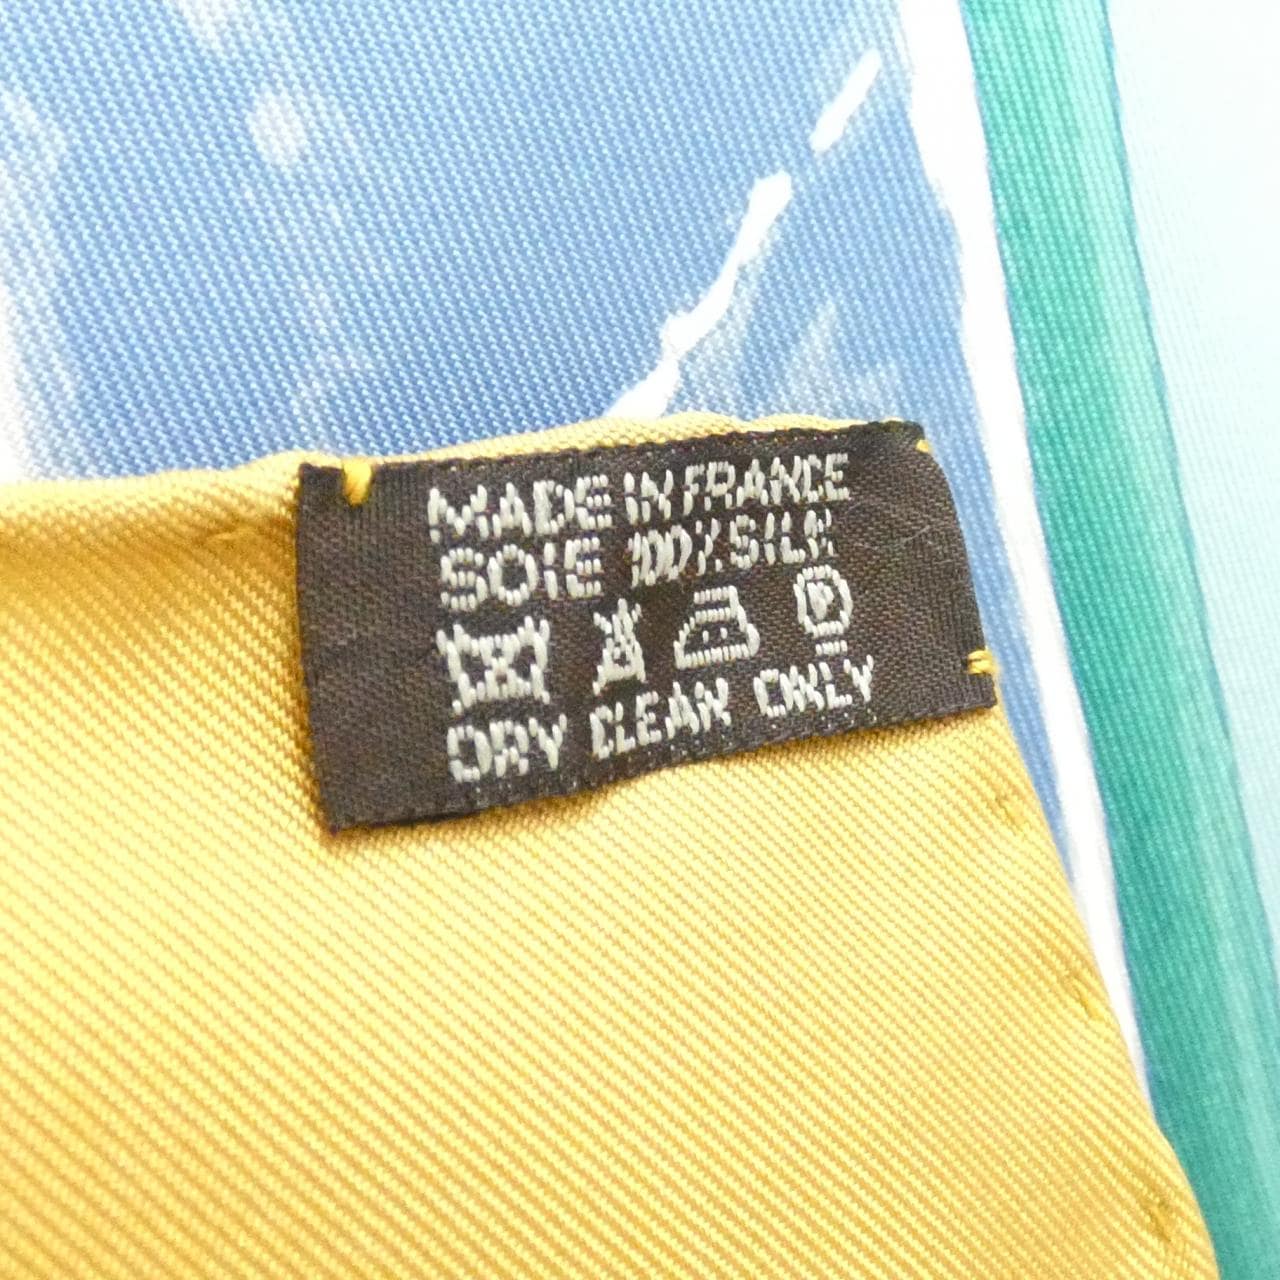 MADE IN FRANCE
SOIE 100% SILK
P
DRY CLEAN ONLY